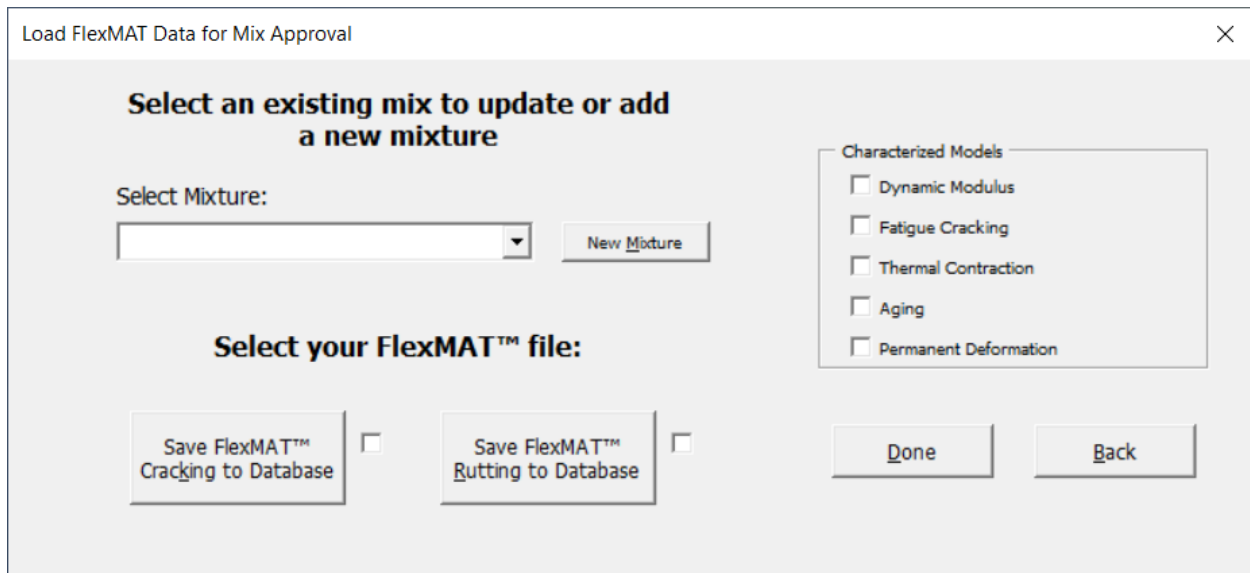 Load FlexMAT Data for Mix Approval
Select an existing mix to update or add
a new mixture
Select Mixture:
New Mixture
Characterized Models
Dynamic Modulus
Fatigue Cracking
Thermal Contraction
Aging
Permanent Deformation
Select your FlexMAT™ file:
Save FlexMAT™
Cracking to Database
Save FlexMAT™
Rutting to Database
Done
Back